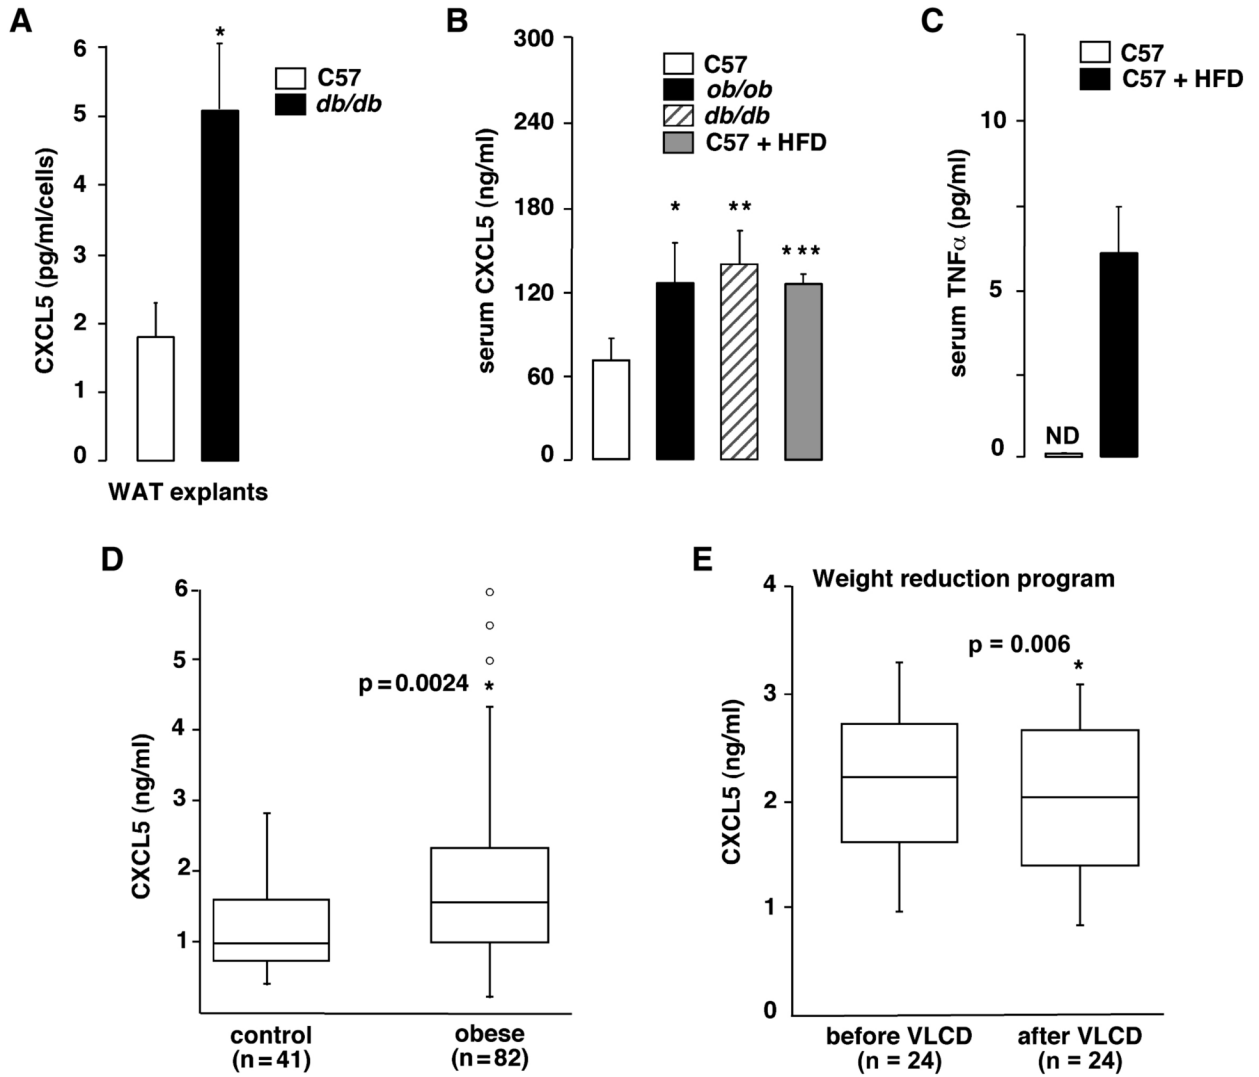 A
CXCL5 (pg/ml/cells)
6
5
4
3
2
1
0
*
C57
db/db
WAT explants
B
serum CXCL5 (ng/ml)
300
240
180
120
60
0
C57
ob/ob
db/db
C57 + HFD
*
**
***
C
serum TNFα (pg/ml)
10
5
0
C57
C57 + HFD
ND
D
CXCL5 (ng/ml)
6
5
4
3
2
1
p=0.0024 *
control
(n=41)
obese
(n=82)
E
Weight reduction program
CXCL5 (ng/ml)
4
3
2
1
0
p = 0.006
*
before VLCD
(n = 24)
after VLCD
(n = 24)